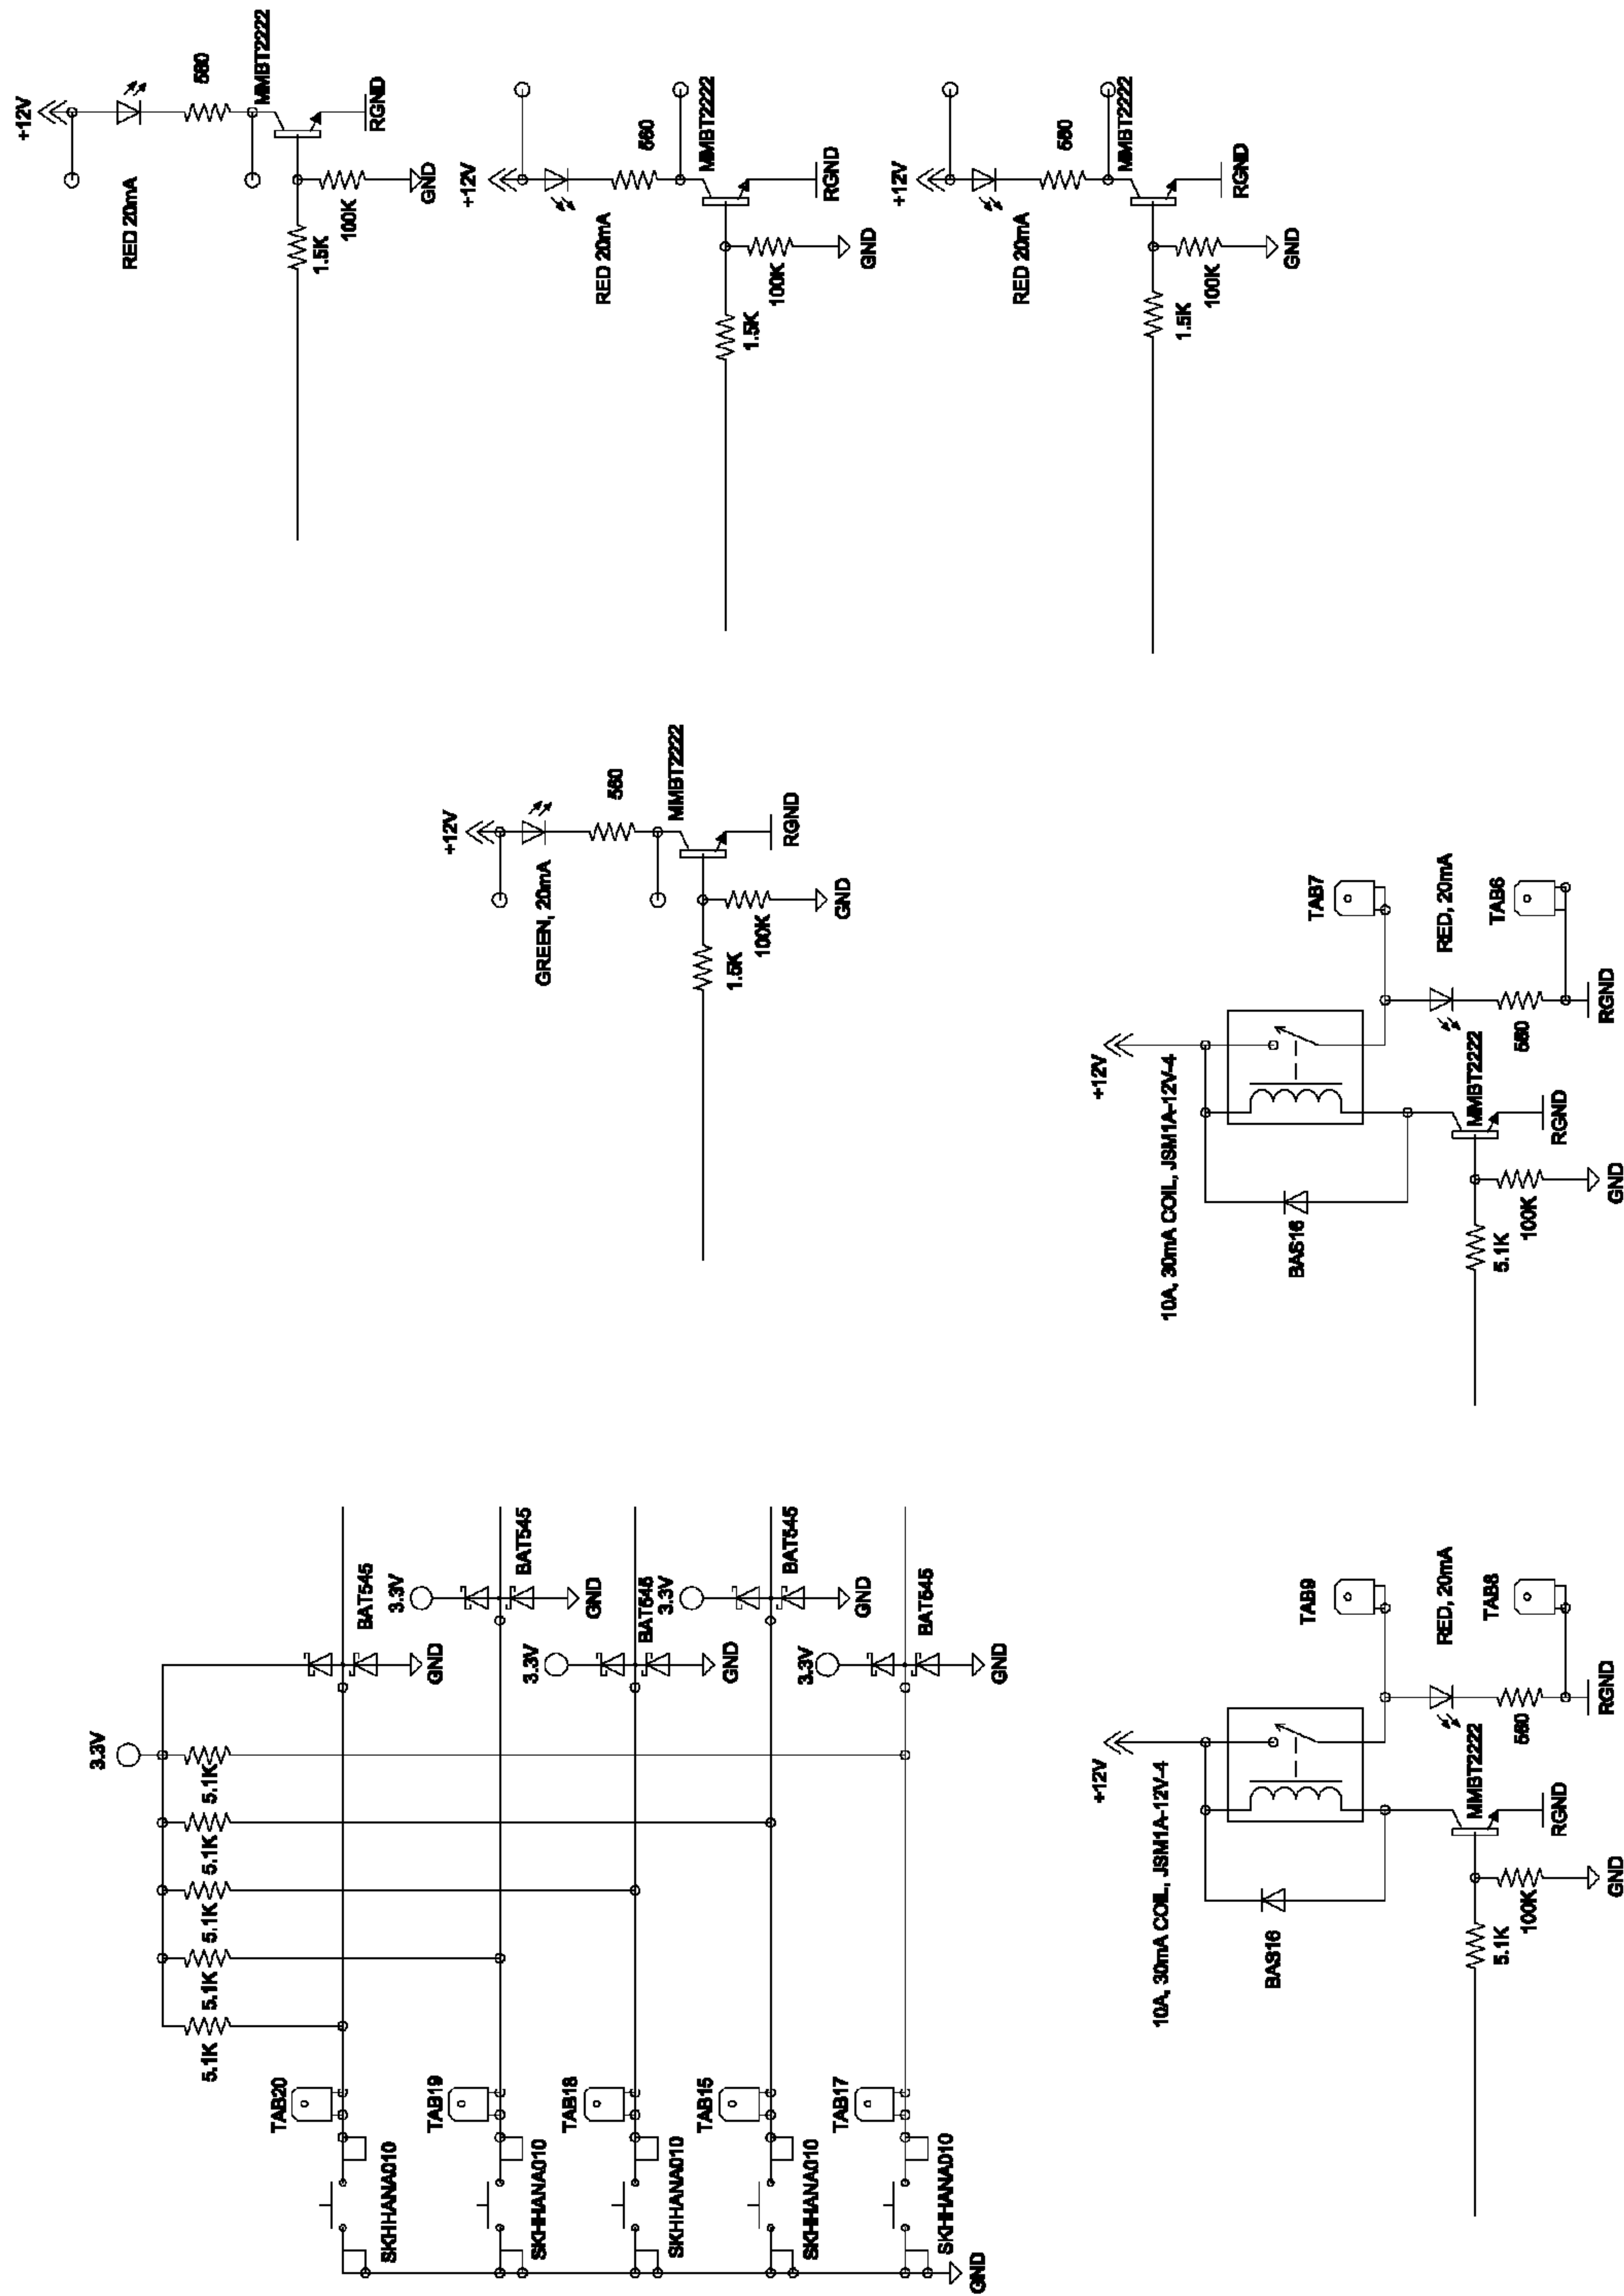 +12V
560
MMBT2222
RED 20mA
1.5K
100K
RGND
GND
+12V
560
MMBT2222
RED 20mA
1.5K
100K
RGND
GND
+12V
560
MMBT2222
RED 20mA
1.5K
100K
RGND
GND
+12V
560
MMBT2222
GREEN, 20mA
1.5K
100K
RGND
GND
3.3V
5.1K
5.1K
5.1K
5.1K
5.1K
TAB20
SKHHANA010
BAT545
GND
TAB19
SKHHANA010
3.3V
BAT545
GND
TAB18
SKHHANA010
3.3V
BAT545
GND
TAB15
SKHHANA010
3.3V
BAT545
GND
TAB17
SKHHANA010
3.3V
BAT545
GND
GND
+12V
10A, 30mA COIL, JSM1A-12V-4
BAS16
TAB7
RED, 20mA
TAB6
560
MMBT2222
5.1K
100K
RGND
RGND
GND
+12V
10A, 30mA COIL, JSM1A-12V-4
BAS16
TAB9
RED, 20mA
TAB8
560
MMBT2222
5.1K
100K
RGND
RGND
GND